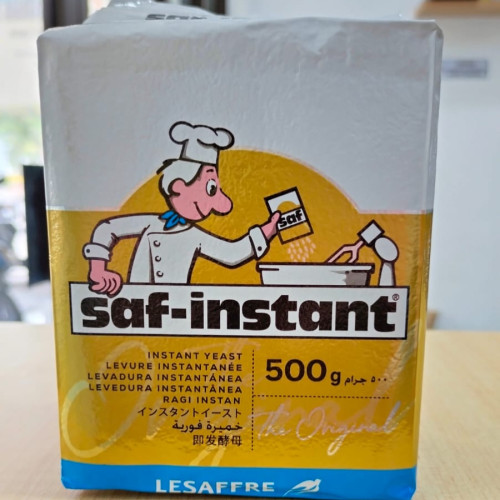 saf
saf-instant®
INSTANT YEAST
LEVURE INSTANTANÉE
LEVADURA INSTANTÁNEA
LEVEDURA INSTANTÂNEA
RAGI INSTAN
インスタントイースト
خميرة فورية
即发酵母
500g ٥٠٠ جرام
The Original
LESAFFRE